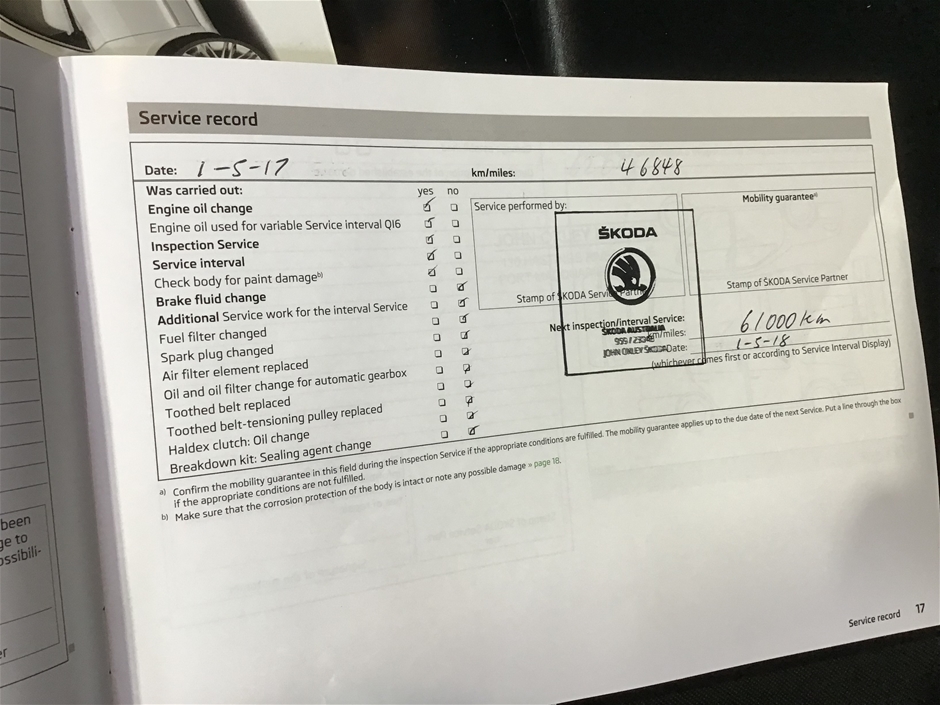 Service record
Date: 1-5-17 km/miles: 46848
Was carried out: yes no
Engine oil change
Engine oil used for variable Service interval QI6
Inspection Service
Service interval
Check body for paint damage b)
Brake fluid change
Additional Service work for the interval Service
Fuel filter changed
Spark plug changed
Air filter element replaced
Oil and oil filter change for automatic gearbox
Toothed belt replaced
Toothed belt-tensioning pulley replaced
Haldex clutch: Oil change
Breakdown kit: Sealing agent change
Service performed by:
Stamp of ŠKODA Service Partner
ŠKODA
ŠKODA AUSTRALIA
JOHN ONLEY ŠKODA
Mobility guarantee a)
Stamp of ŠKODA Service Partner
Next inspection/interval Service:
km/miles: 61000 km
Date: 1-5-18
(whichever comes first or according to Service Interval Display)
a) Confirm the mobility guarantee in this field during the Inspection Service if the appropriate conditions are fulfilled. The mobility guarantee applies up to the due date of the next Service. Put a line through the box
if the appropriate conditions are not fulfilled.
b) Make sure that the corrosion protection of the body is intact or note any possible damage » page 18.
been
ge to
ossibili-
er
Service record 17